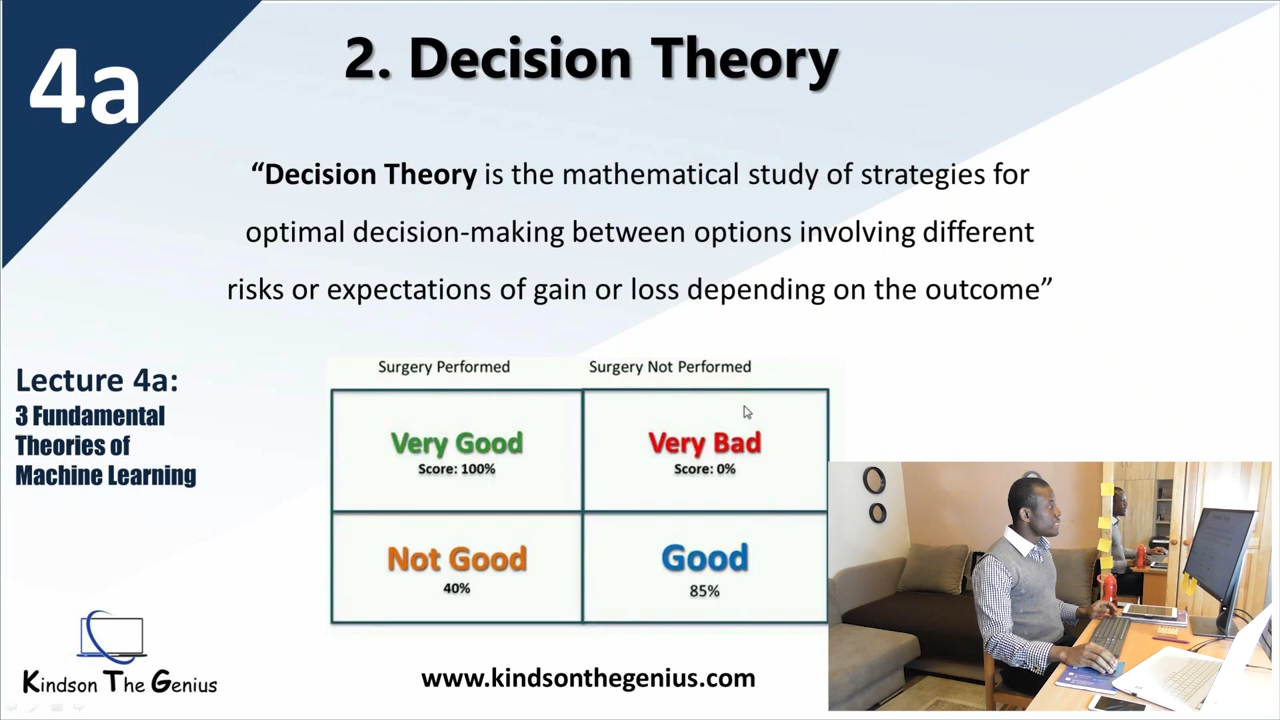 4a
2. Decision Theory
“Decision Theory is the mathematical study of strategies for
optimal decision-making between options involving different
risks or expectations of gain or loss depending on the outcome”
Lecture 4a:
3 Fundamental
Theories of
Machine Learning
Surgery Performed
Surgery Not Performed
Very Good
Score: 100%
Very Bad
Score: 0%
Not Good
40%
Good
85%
Kindson The Genius
www.kindsonthegenius.com